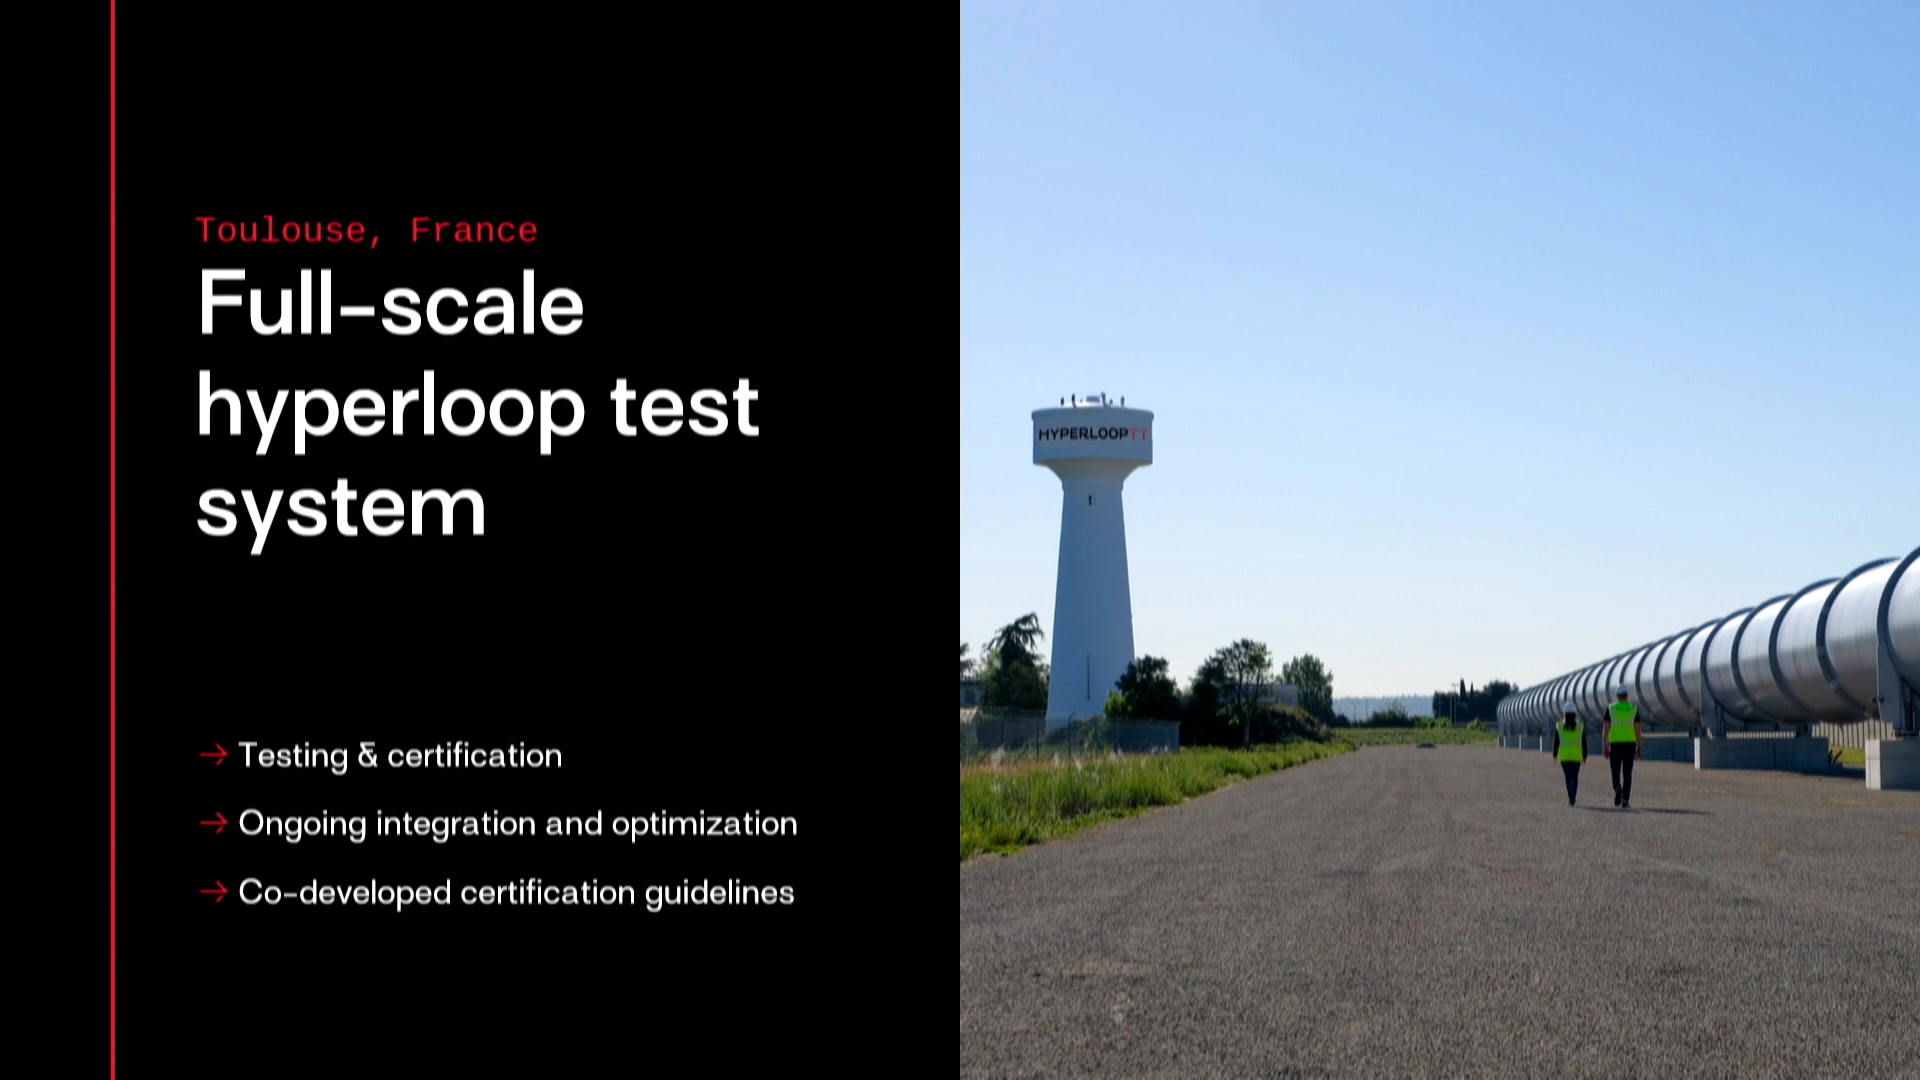 Toulouse, France
Full-scale
hyperloop test
system
→ Testing & certification
→ Ongoing integration and optimization
→ Co-developed certification guidelines
HYPERLOOPTT